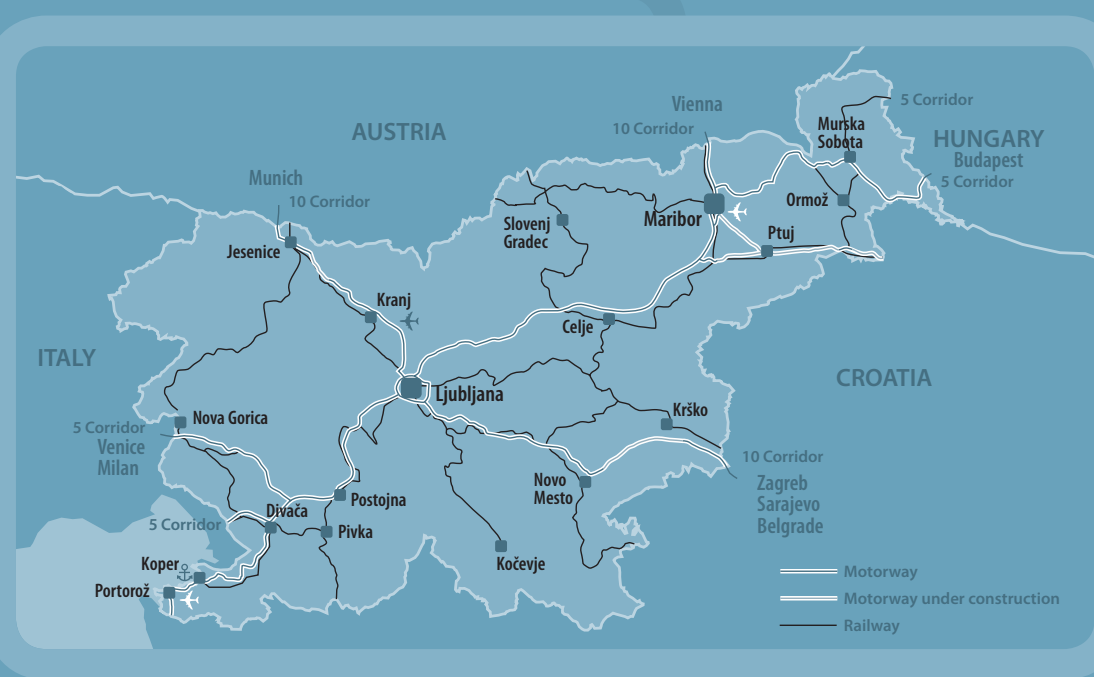 Vienna
5 Corridor
10 Corridor
AUSTRIA
Murska
Sobota
HUNGARY
Budapest
5 Corridor
Munich
10 Corridor
Maribor
Ormož
Slovenj
Gradec
Ptuj
Jesenice
Kranj
Celje
ITALY
CROATIA
Ljubljana
Nova Gorica
Krško
5 Corridor
Venice
Milan
10 Corridor
Zagreb
Sarajevo
Belgrade
Novo
Mesto
Postojna
Divača
5 Corridor
Pivka
Kočevje
Koper
Portorož
Motorway
Motorway under construction
Railway